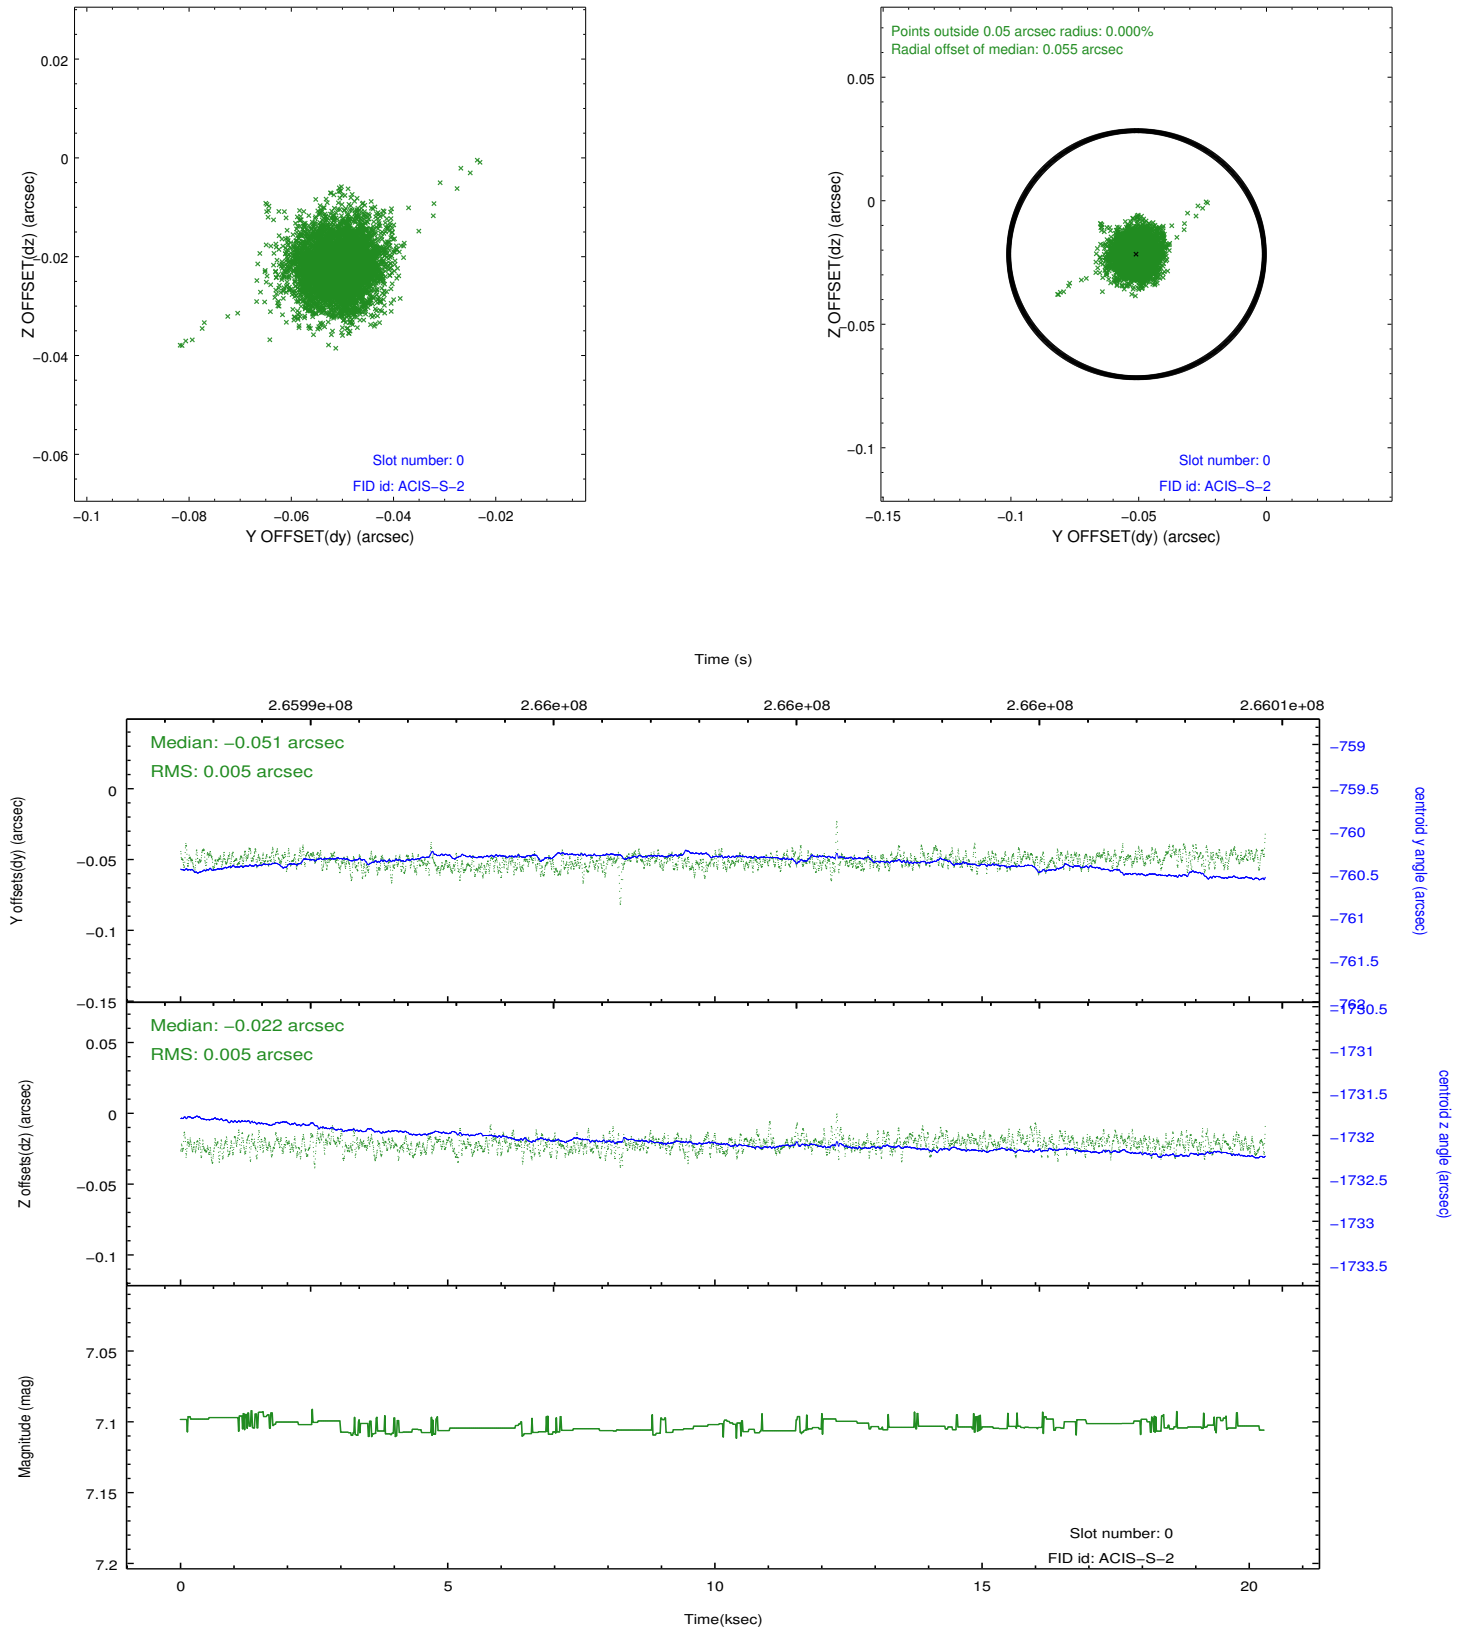 0.02
0
−0.02
−0.04
−0.06
Z OFFSET(dz) (arcsec)
−0.1
−0.08
−0.06
−0.04
−0.02
Y OFFSET(dy) (arcsec)
Slot number: 0
FID id: ACIS−S−2
Points outside 0.05 arcsec radius: 0.000%
Radial offset of median: 0.055 arcsec
0.05
0
−0.05
−0.1
Z OFFSET(dz) (arcsec)
Slot number: 0
FID id: ACIS−S−2
−0.15
−0.1
−0.05
0
Y OFFSET(dy) (arcsec)
Time (s)
2.6599e+08
2.66e+08
2.66e+08
2.66e+08
2.6601e+08
Median: −0.051 arcsec
RMS: 0.005 arcsec
0
−0.05
−0.1
−0.15
Y offsets(dy) (arcsec)
−759
−759.5
−760
−760.5
−761
−761.5
−762
centroid y angle (arcsec)
Median: −0.022 arcsec
RMS: 0.005 arcsec
0.05
0
−0.05
−0.1
Z offsets(dz) (arcsec)
−1730.5
−1731
−1731.5
−1732
−1732.5
−1733
−1733.5
centroid z angle (arcsec)
7.05
7.1
7.15
7.2
Magnitude (mag)
Slot number: 0
FID id: ACIS−S−2
0
5
10
15
20
Time(ksec)